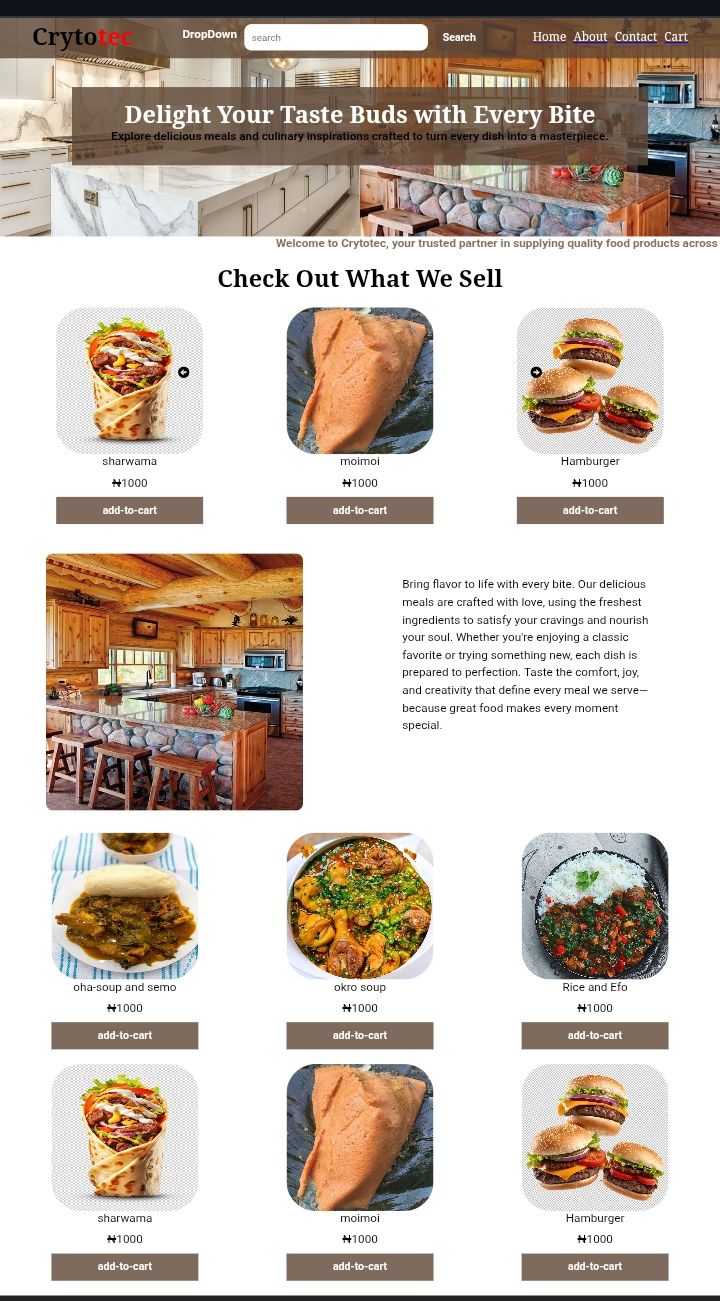 Crytotec DropDown search Search Home About Contact Cart
Delight Your Taste Buds with Every Bite
Explore delicious meals and culinary inspirations crafted to turn every dish into a masterpiece.
Welcome to Crytotec, your trusted partner in supplying quality food products across
Check Out What We Sell
sharwama moimoi Hamburger
₦1000 ₦1000 ₦1000
add-to-cart add-to-cart add-to-cart
Bring flavor to life with every bite. Our delicious
meals are crafted with love, using the freshest
ingredients to satisfy your cravings and nourish
your soul. Whether you're enjoying a classic
favorite or trying something new, each dish is
prepared to perfection. Taste the comfort, joy,
and creativity that define every meal we serve—
because great food makes every moment
special.
oha-soup and semo okro soup Rice and Efo
₦1000 ₦1000 ₦1000
add-to-cart add-to-cart add-to-cart
sharwama moimoi Hamburger
₦1000 ₦1000 ₦1000
add-to-cart add-to-cart add-to-cart